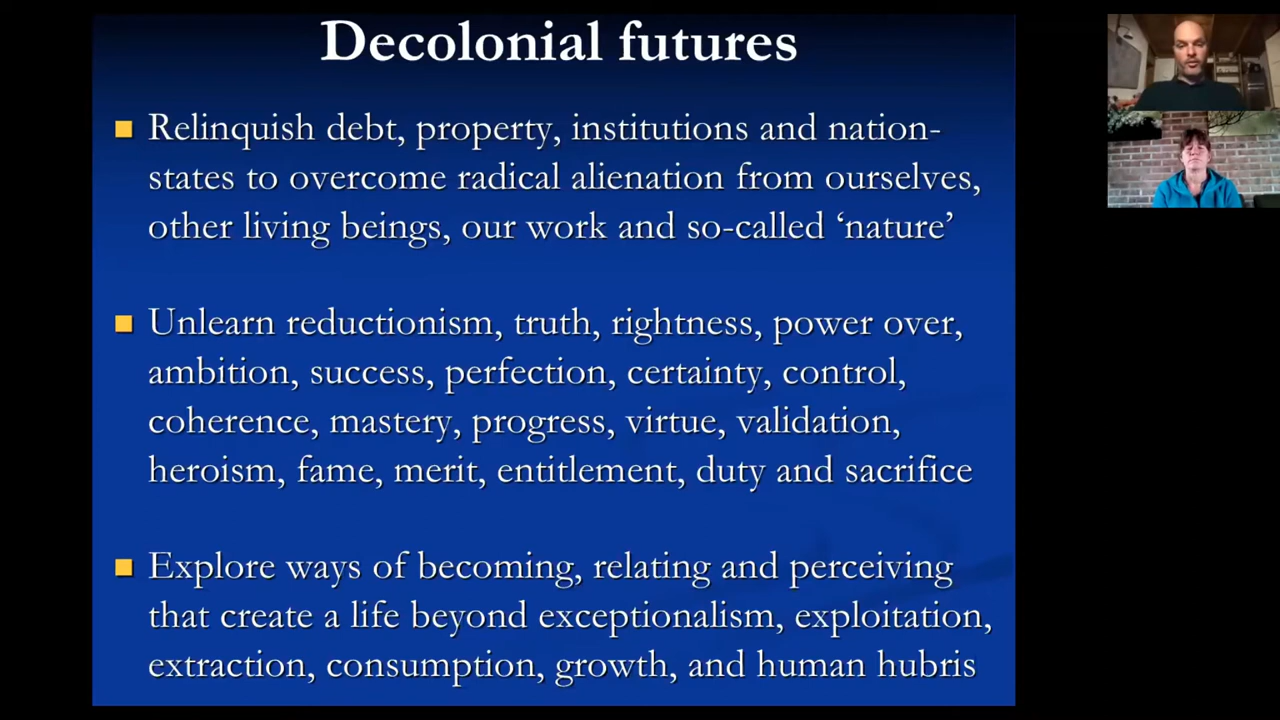 Decolonial futures
Relinquish debt, property, institutions and nation-
states to overcome radical alienation from ourselves,
other living beings, our work and so-called ‘nature’
Unlearn reductionism, truth, rightness, power over,
ambition, success, perfection, certainty, control,
coherence, mastery, progress, virtue, validation,
heroism, fame, merit, entitlement, duty and sacrifice
Explore ways of becoming, relating and perceiving
that create a life beyond exceptionalism, exploitation,
extraction, consumption, growth, and human hubris